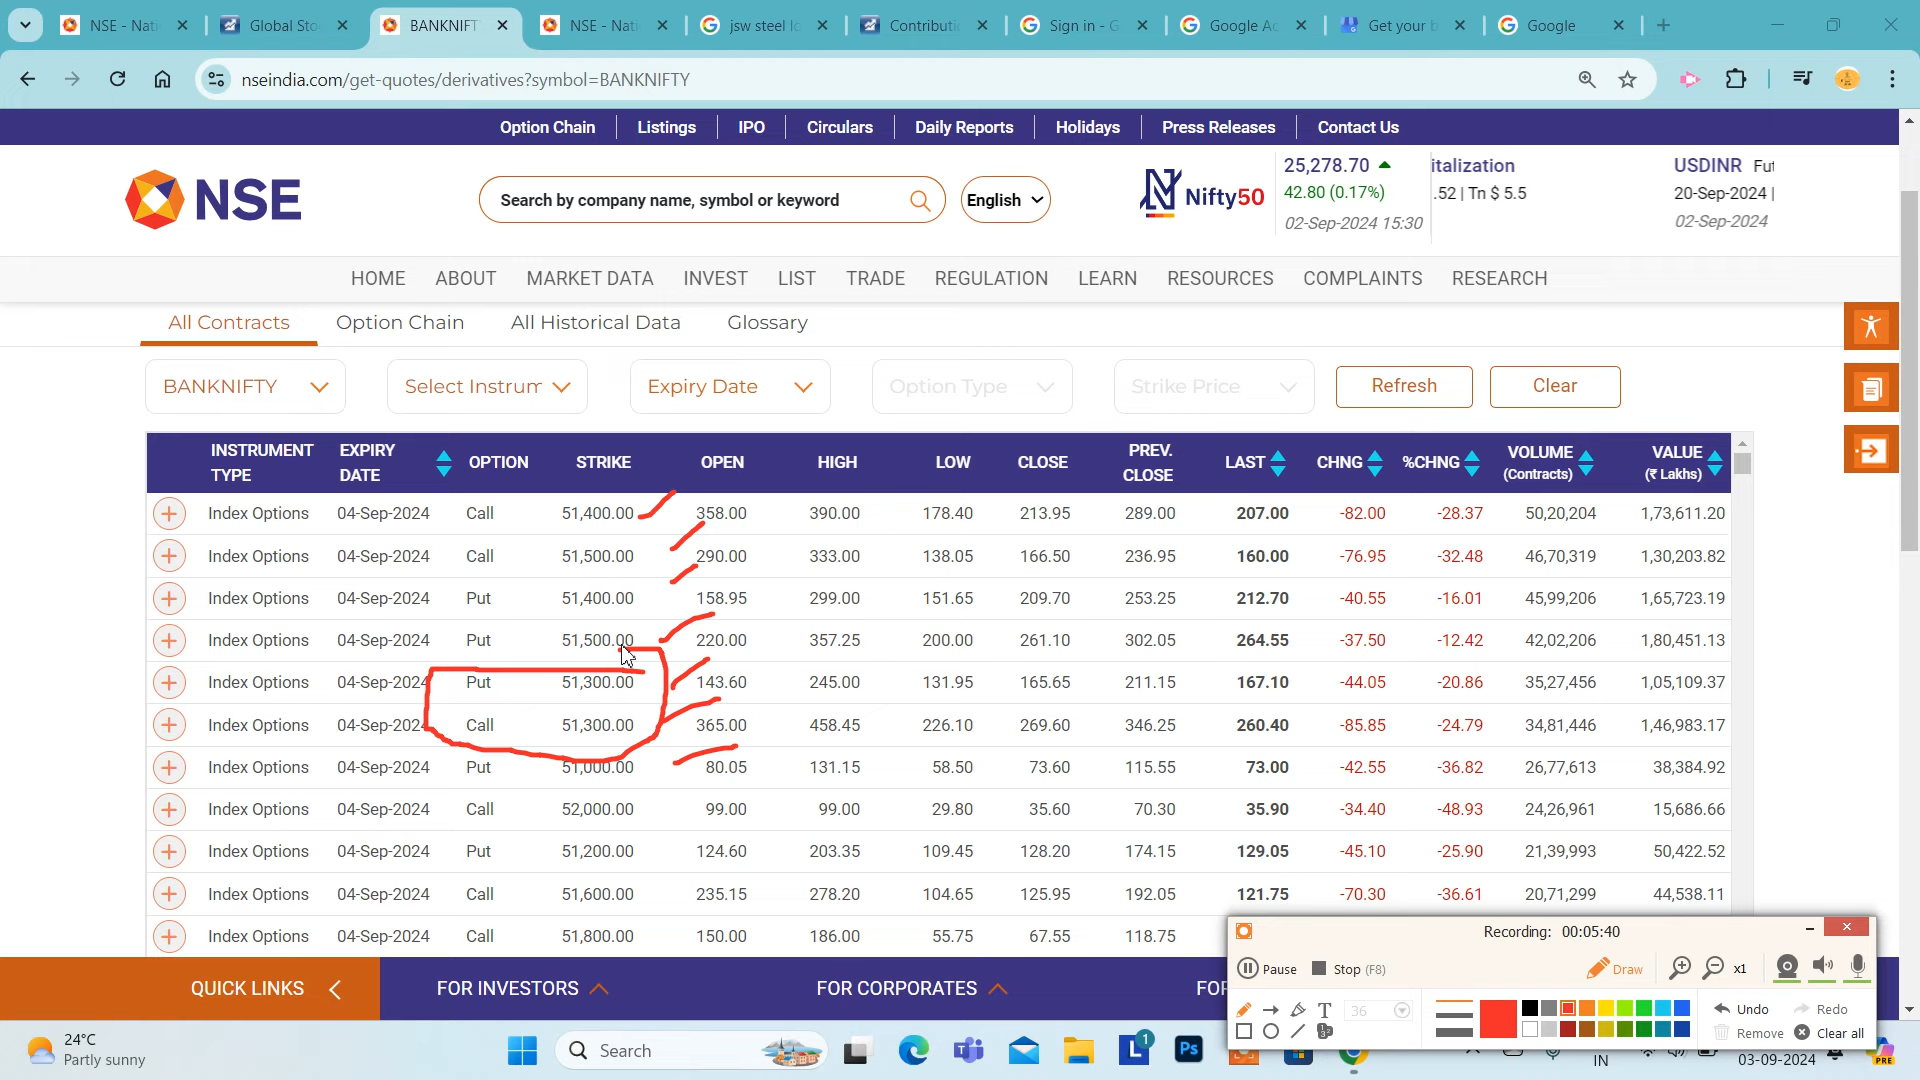 NSE - Nati
Global Sto
BANKNIFT
NSE - Nati
jsw steel lo
Contributio
Sign in - G
Google Ac
Get your b
Google
nseindia.com/get-quotes/derivatives?symbol=BANKNIFTY
Option Chain Listings IPO Circulars Daily Reports Holidays Press Releases Contact Us
NSE
Search by company name, symbol or keyword
English
Nifty50
25,278.70
42.80 (0.17%)
02-Sep-2024 15:30
italization
.52 | Tn $ 5.5
USDINR Fut
20-Sep-2024 |
02-Sep-2024
HOME ABOUT MARKET DATA INVEST LIST TRADE REGULATION LEARN RESOURCES COMPLAINTS RESEARCH
All Contracts Option Chain All Historical Data Glossary
BANKNIFTY Select Instrum Expiry Date Option Type Strike Price Refresh Clear
INSTRUMENT TYPE EXPIRY DATE OPTION STRIKE OPEN HIGH LOW CLOSE PREV. CLOSE LAST CHNG %CHNG VOLUME (Contracts) VALUE (₹ Lakhs)
Index Options 04-Sep-2024 Call 51,400.00 358.00 390.00 178.40 213.95 289.00 207.00 -82.00 -28.37 50,20,204 1,73,611.20
Index Options 04-Sep-2024 Call 51,500.00 290.00 333.00 138.05 166.50 236.95 160.00 -76.95 -32.48 46,70,319 1,30,203.82
Index Options 04-Sep-2024 Put 51,400.00 158.95 299.00 151.65 209.70 253.25 212.70 -40.55 -16.01 45,99,206 1,65,723.19
Index Options 04-Sep-2024 Put 51,500.00 220.00 357.25 200.00 261.10 302.05 264.55 -37.50 -12.42 42,02,206 1,80,451.13
Index Options 04-Sep-2024 Put 51,300.00 143.60 245.00 131.95 165.65 211.15 167.10 -44.05 -20.86 35,27,456 1,05,109.37
Index Options 04-Sep-2024 Call 51,300.00 365.00 458.45 226.10 269.60 346.25 260.40 -85.85 -24.79 34,81,446 1,46,983.17
Index Options 04-Sep-2024 Put 51,000.00 80.05 131.15 58.50 73.60 115.55 73.00 -42.55 -36.82 26,77,613 38,384.92
Index Options 04-Sep-2024 Call 52,000.00 99.00 99.00 29.80 35.60 70.30 35.90 -34.40 -48.93 24,26,961 15,686.66
Index Options 04-Sep-2024 Put 51,200.00 124.60 203.35 109.45 128.20 174.15 129.05 -45.10 -25.90 21,39,993 50,422.52
Index Options 04-Sep-2024 Call 51,600.00 235.15 278.20 104.65 125.95 192.05 121.75 -70.30 -36.61 20,71,299 44,538.11
Index Options 04-Sep-2024 Call 51,800.00 150.00 186.00 55.75 67.55 118.75
Recording: 00:05:40
Pause Stop (F8) Draw x1
T 36 Undo Redo
Remove Clear all
QUICK LINKS FOR INVESTORS FOR CORPORATES FOR
24°C
Partly sunny
Search
L 1
Ps
IN
03-09-2024
PRE